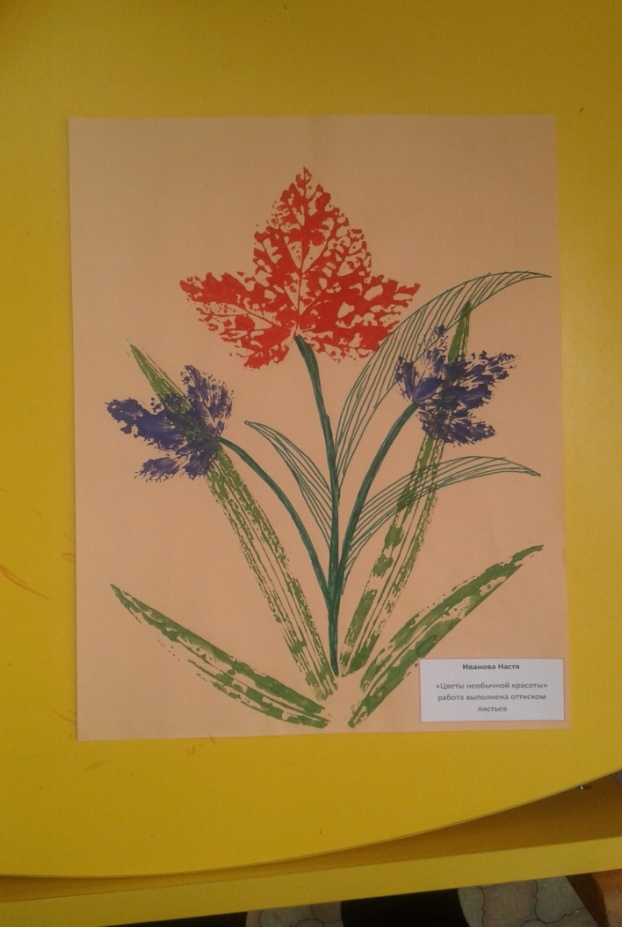 Иванова Настя
«Цветы необычной красоты»
работа выполнена оттиском
листьев